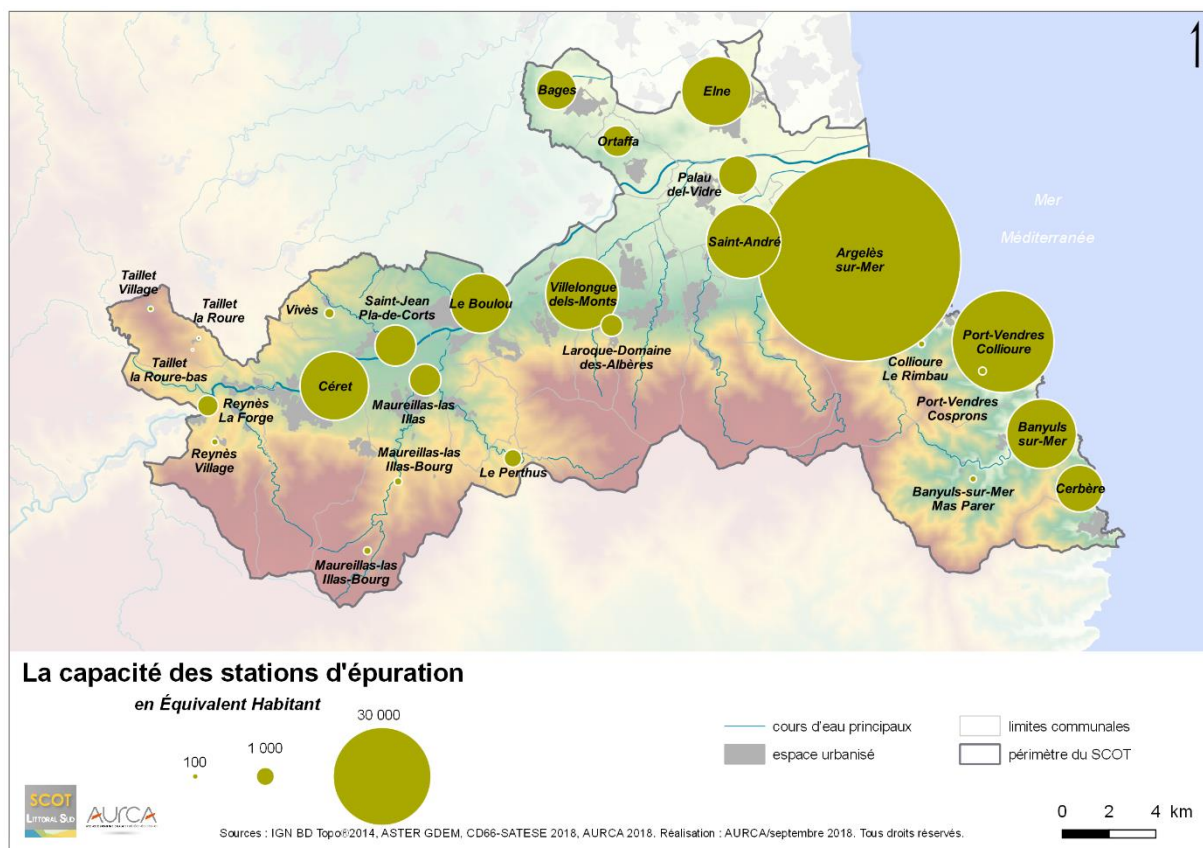 Bages
Elne
Ortaffa
Palau
del-Vidre
Mer
Méditerranée
Saint-André
Argelès
sur-Mer
Taillet
Village
Taillet
la Roure
Vivès
Saint-Jean
Pla-de-Corts
Le Boulou
Villelongue
dels-Monts
Port-Vendres
Collioure
Taillet
la Roure-bas
Laroque-Domaine
des-Albères
Collioure
Le Rimbau
Céret
Reynès
La Forge
Maureillas-las
Illas
Port-Vendres
Cosprons
Banyuls
sur-Mer
Reynès
Village
Maureillas-las
Illas-Bourg
Le Perthus
Banyuls-sur-Mer
Mas Parer
Cerbère
Maureillas-las
Illas-Bourg
La capacité des stations d'épuration
en Équivalent Habitant
100
1 000
30 000
cours d'eau principaux
espace urbanisé
limites communales
périmètre du SCOT
SCOT
LITTORAL SUD
AURCA
0 2 4 km
Sources : IGN BD Topo®2014, ASTER GDEM, CD66-SATESE 2018, AURCA 2018. Réalisation : AURCA/septembre 2018. Tous droits réservés.